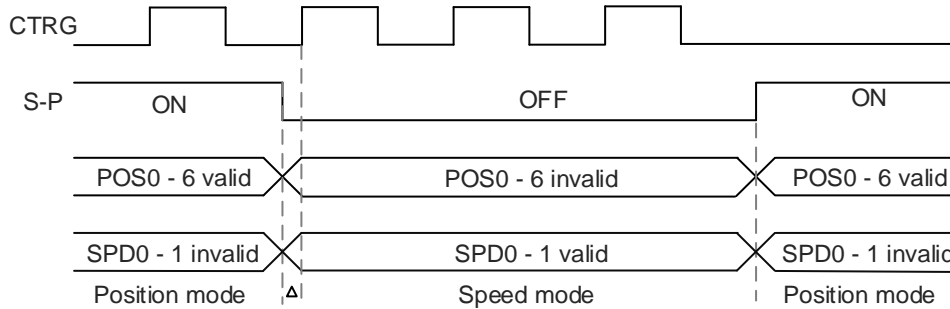 CTRG
S-P ON OFF ON
POS0 - 6 valid POS0 - 6 invalid POS0 - 6 valid
SPD0 - 1 invalid SPD0 - 1 valid SPD0 - 1 invalid
Position mode Δ Speed mode Position mode